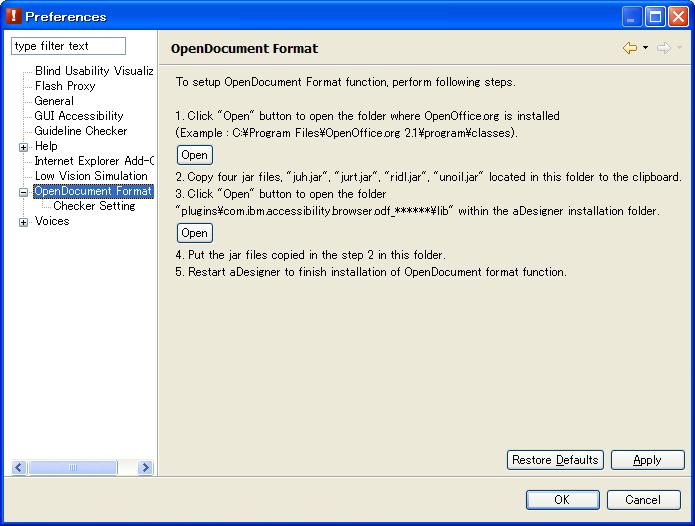 Preferences
type filter text
Blind Usability Visualiz
Flash Proxy
General
GUI Accessibility
Guideline Checker
Help
Internet Explorer Add-O
Low Vision Simulation
OpenDocument Format
Checker Setting
Voices
OpenDocument Format
To setup OpenDocument Format function, perform following steps.
1. Click "Open" button to open the folder where OpenOffice.org is installed
(Example : C:¥Program Files¥OpenOffice.org 2.1¥program¥classes).
Open
2. Copy four jar files, "juh.jar", "jurt.jar", "ridl.jar", "unoil.jar" located in this folder to the clipboard.
3. Click "Open" button to open the folder
"plugins¥com.ibm.accessibility.browser.odf_******¥lib" within the aDesigner installation folder.
Open
4. Put the jar files copied in the step 2 in this folder.
5. Restart aDesigner to finish installation of OpenDocument format function.
Restore Defaults
Apply
OK
Cancel